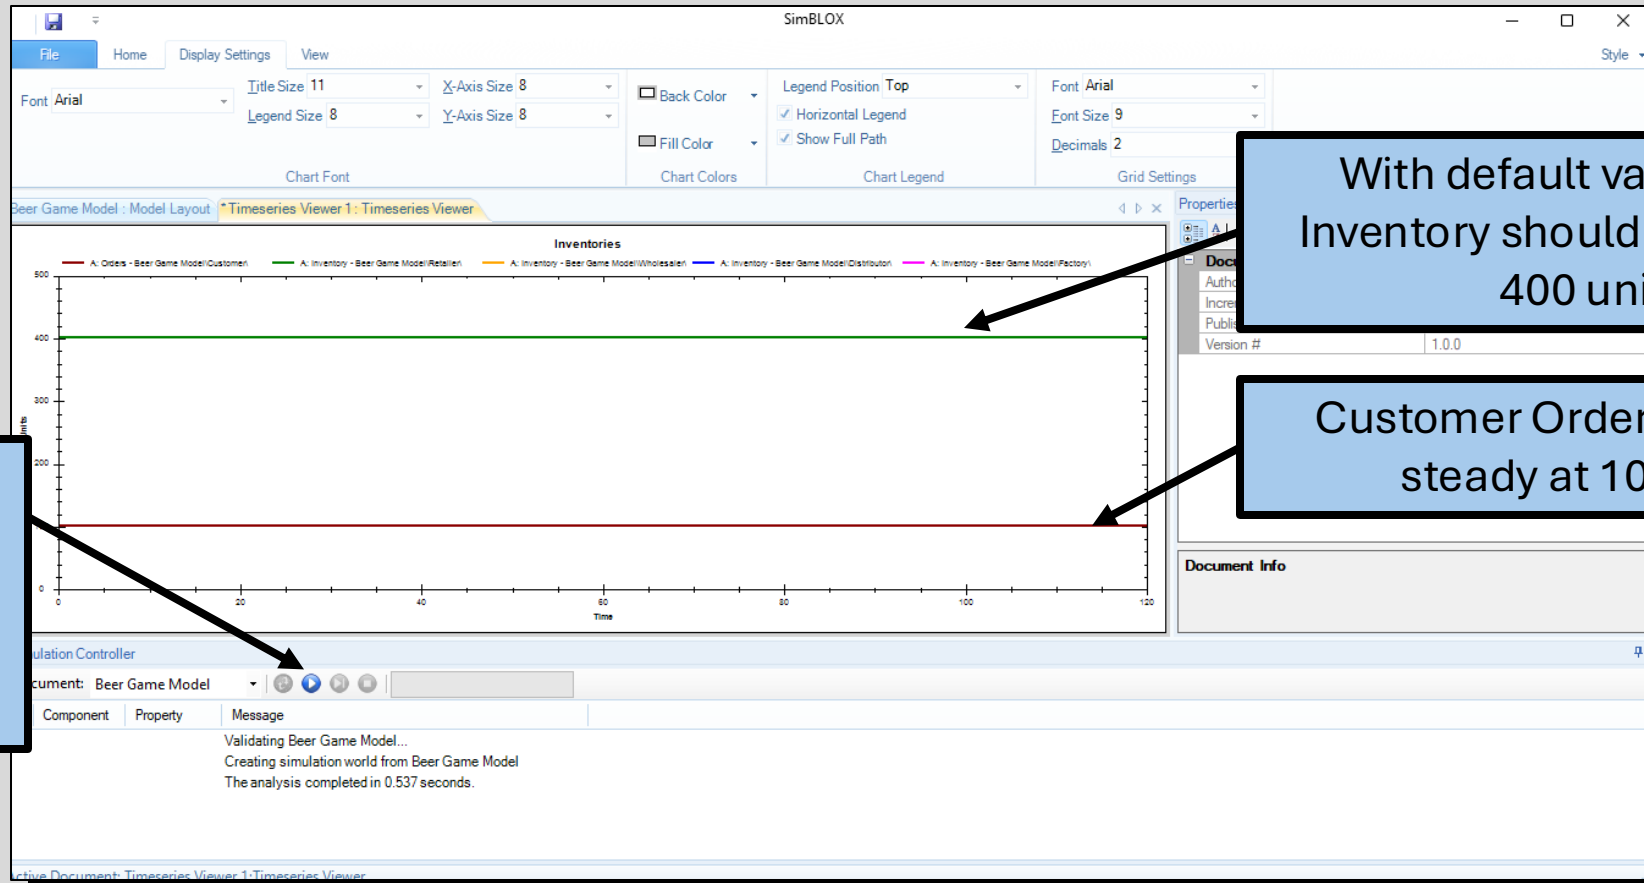 SimBLOX
File Home Display Settings View Style
Font Arial
Title Size 11
Legend Size 8
X-Axis Size 8
Y-Axis Size 8
Chart Font
Back Color
Fill Color
Chart Colors
Legend Position Top
Horizontal Legend
Show Full Path
Chart Legend
Font Arial
Font Size 9
Decimals 2
Grid Settings
With default va
Inventory should
400 uni
Beer Game Model : Model Layout
*Timeseries Viewer 1 : Timeseries Viewer
Properties
Docu
Autho
Incre
Publis
Version # 1.0.0
Inventories
A: Orders - Beer Game Model\Customer\
A: Inventory - Beer Game Model\Retailer\
A: Inventory - Beer Game Model\Wholesaler\
A: Inventory - Beer Game Model\Distributor\
A: Inventory - Beer Game Model\Factory\
500
400
300
200
0
Units
0 20 40 60 80 100 120
Time
Customer Order
steady at 10
Document Info
ulation Controller
cument: Beer Game Model
Component Property Message
Validating Beer Game Model...
Creating simulation world from Beer Game Model
The analysis completed in 0.537 seconds.
Active Document: Timeseries Viewer 1:Timeseries Viewer